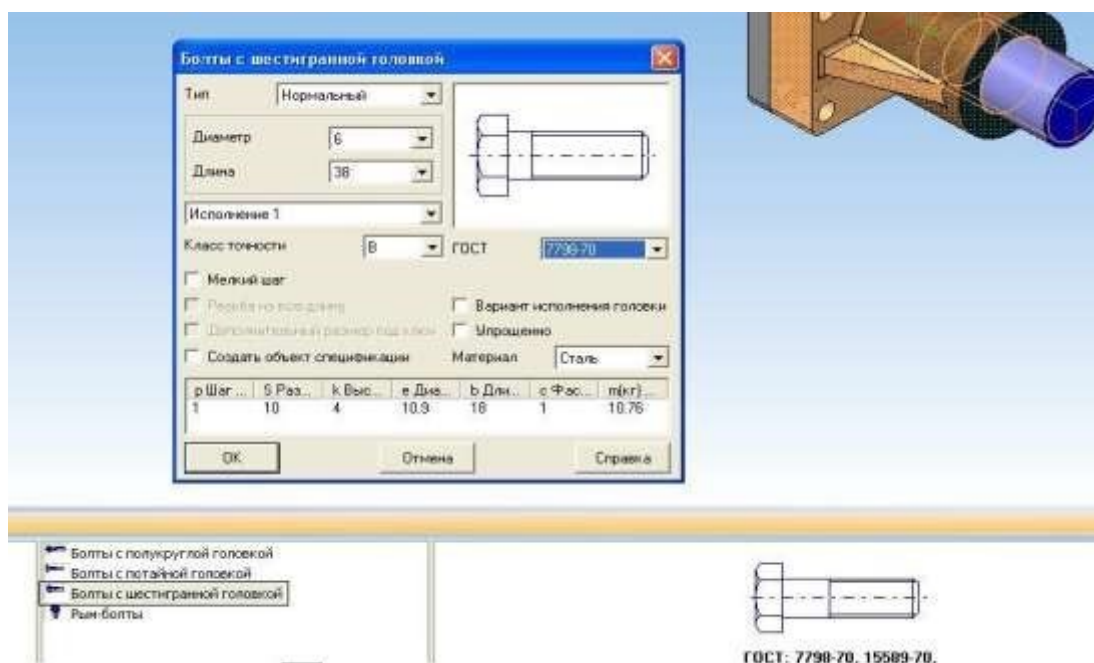 Болты с шестигранной головкой
Тип Нормальный
Диаметр 6
Длина 38
Исполнение 1
Класс точности B ГОСТ 7798-70
Мелкий шаг
Резьба на всю длину Вариант исполнения головки
Дополнительный размер под ключ Упрощенно
Создать объект спецификации Материал Сталь
p Шаг ... S Раз... k Выс... e Диа... b Дли... c Фас... m(кг)...
1 10 4 10.9 18 1 10.76
OK Отмена Справка
Болты с полукруглой головкой
Болты с потайной головкой
Болты с шестигранной головкой
Рым-болты
ГОСТ: 7798-70, 15589-70,